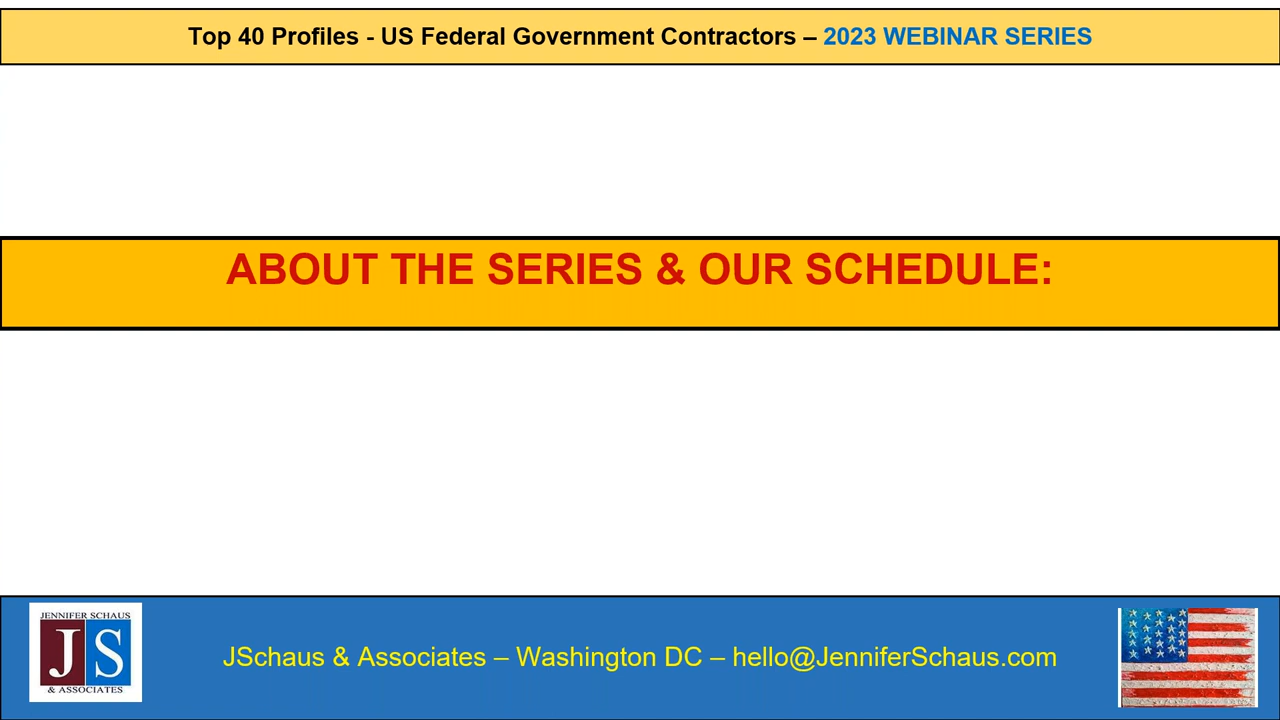 Top 40 Profiles - US Federal Government Contractors – 2023 WEBINAR SERIES
ABOUT THE SERIES & OUR SCHEDULE:
JENNIFER SCHAUS
JS
& ASSOCIATES
JSchaus & Associates – Washington DC – hello@JenniferSchaus.com